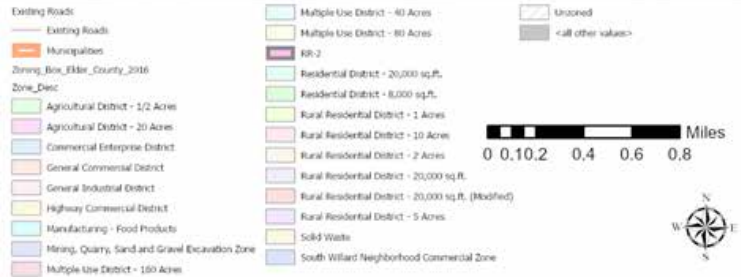 Existing Roads
Existing Roads
Municipalities
Zoning_Box_Elder_County_2016
Zone_Desc
Agricultural District - 1/2 Acres
Agricultural District - 20 Acres
Commercial Enterprise District
General Commercial District
General Industrial District
Highway Commercial District
Manufacturing - Food Products
Mining, Quarry, Sand and Gravel Excavation Zone
Multiple Use District - 160 Acres
Multiple Use District - 40 Acres
Multiple Use District - 80 Acres
RR-2
Residential District - 20,000 sq.ft.
Residential District - 8,000 sq.ft.
Rural Residential District - 1 Acres
Rural Residential District - 10 Acres
Rural Residential District - 2 Acres
Rural Residential District - 20,000 sq.ft.
Rural Residential District - 20,000 sq.ft. (Modified)
Rural Residential District - 5 Acres
Solid Waste
South Willard Neighborhood Commercial Zone
Unzoned
<all other values>
Miles
0 0.10.2 0.4 0.6 0.8
N
W E
S